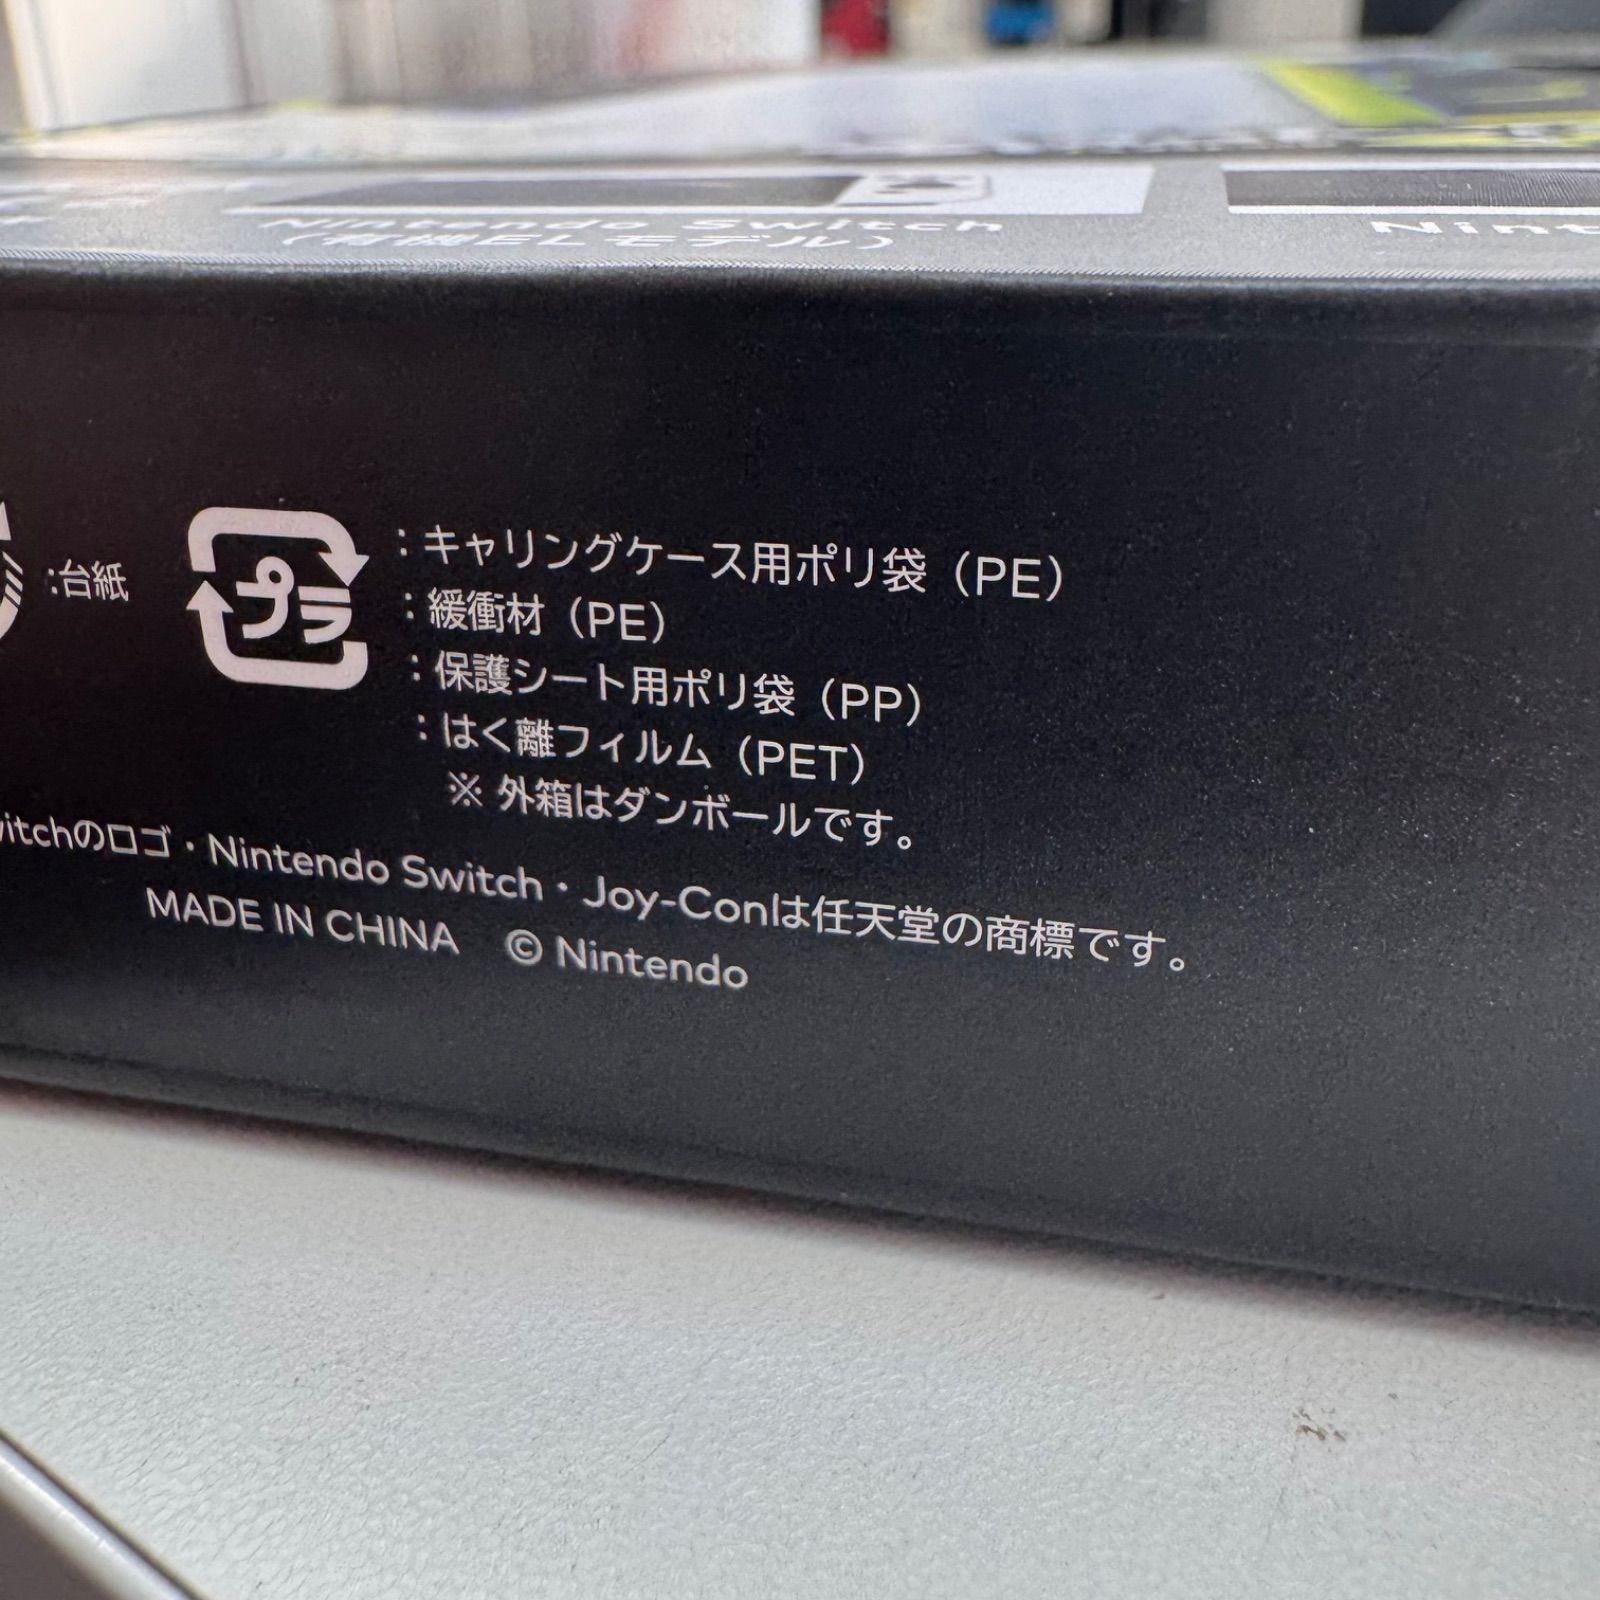 Nintendo Switch
(有機ELモデル)
:台紙
プラ
:キャリングケース用ポリ袋(PE)
:緩衝材(PE)
:保護シート用ポリ袋(PP)
:はく離フィルム(PET)
※ 外箱はダンボールです。
witchのロゴ・Nintendo Switch・Joy-Conは任天堂の商標です。
MADE IN CHINA © Nintendo